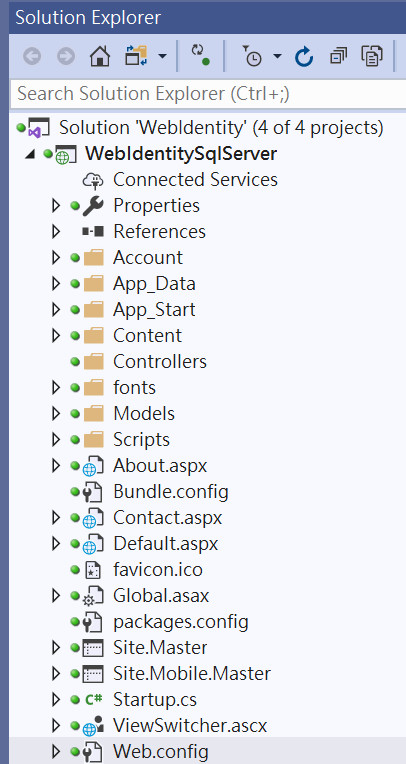 Solution Explorer
Search Solution Explorer (Ctrl+;)
Solution 'WebIdentity' (4 of 4 projects)
WebIdentitySqlServer
Connected Services
Properties
References
Account
App_Data
App_Start
Content
Controllers
fonts
Models
Scripts
About.aspx
Bundle.config
Contact.aspx
Default.aspx
favicon.ico
Global.asax
packages.config
Site.Master
Site.Mobile.Master
C# Startup.cs
ViewSwitcher.ascx
Web.config